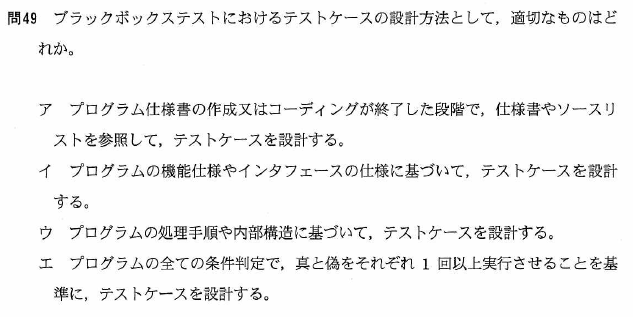 問49 ブラックボックステストにおけるテストケースの設計方法として，適切なものはど
れか。
ア プログラム仕様書の作成又はコーディングが終了した段階で，仕様書やソースリ
ストを参照して，テストケースを設計する。
イ プログラムの機能仕様やインタフェースの仕様に基づいて，テストケースを設計
する。
ウ プログラムの処理手順や内部構造に基づいて，テストケースを設計する。
エ プログラムの全ての条件判定で，真と偽をそれぞれ 1 回以上実行させることを基
準に，テストケースを設計する。